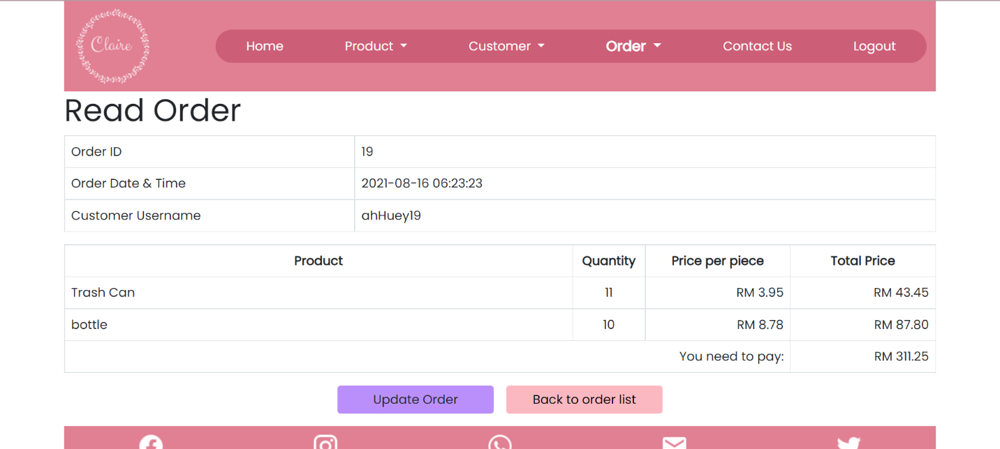 Claire
Home Product Customer Order Contact Us Logout
Read Order
Order ID 19
Order Date & Time 2021-08-16 06:23:23
Customer Username ahHuey19
Product Quantity Price per piece Total Price
Trash Can 11 RM 3.95 RM 43.45
bottle 10 RM 8.78 RM 87.80
You need to pay: RM 311.25
Update Order Back to order list